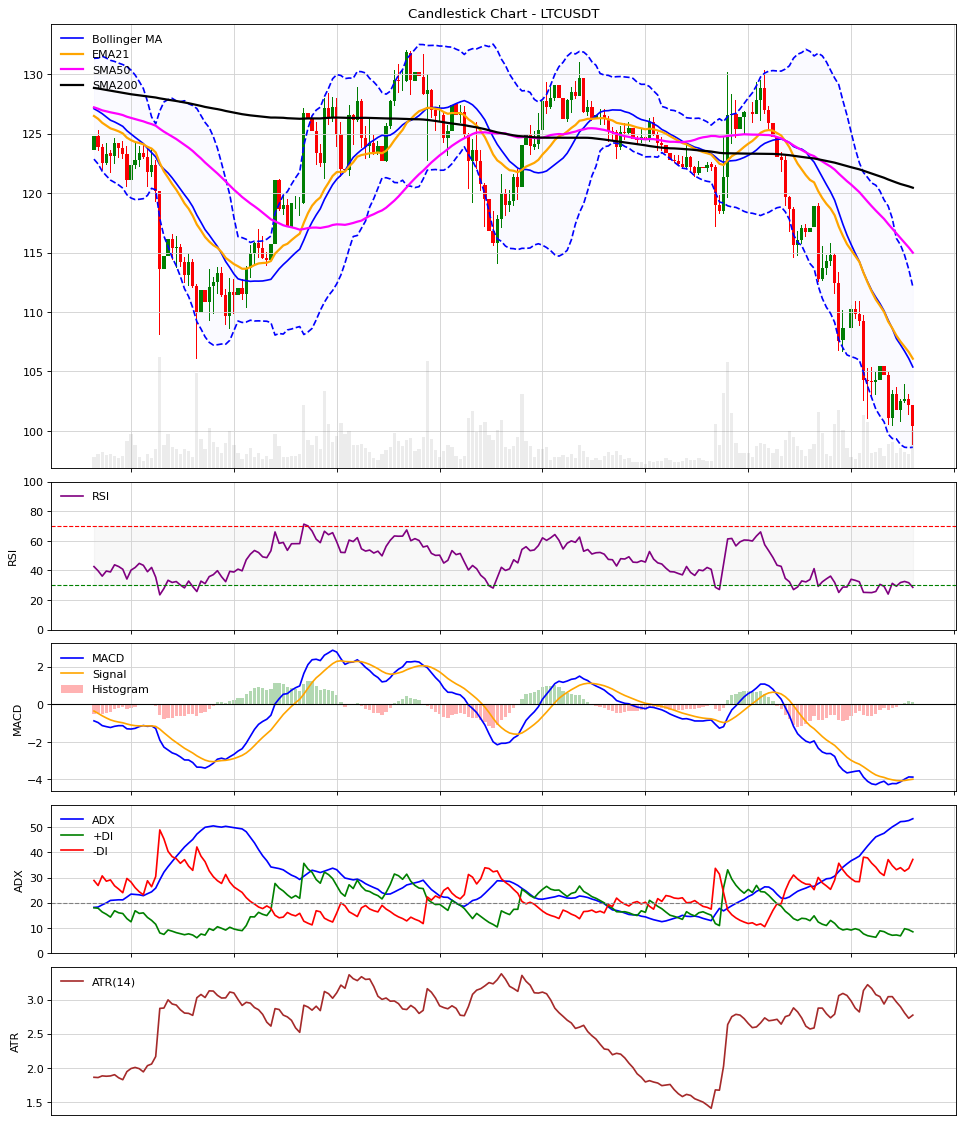 Candlestick Chart - LTCUSDT
Bollinger MA
EMA21
SMA50
SMA200
130
125
120
115
110
105
100
RSI
100
80
60
40
20
0
RSI
MACD
Signal
Histogram
2
0
−2
−4
MACD
ADX
+DI
-DI
50
40
30
20
10
0
ADX
ATR(14)
3.0
2.5
2.0
1.5
ATR